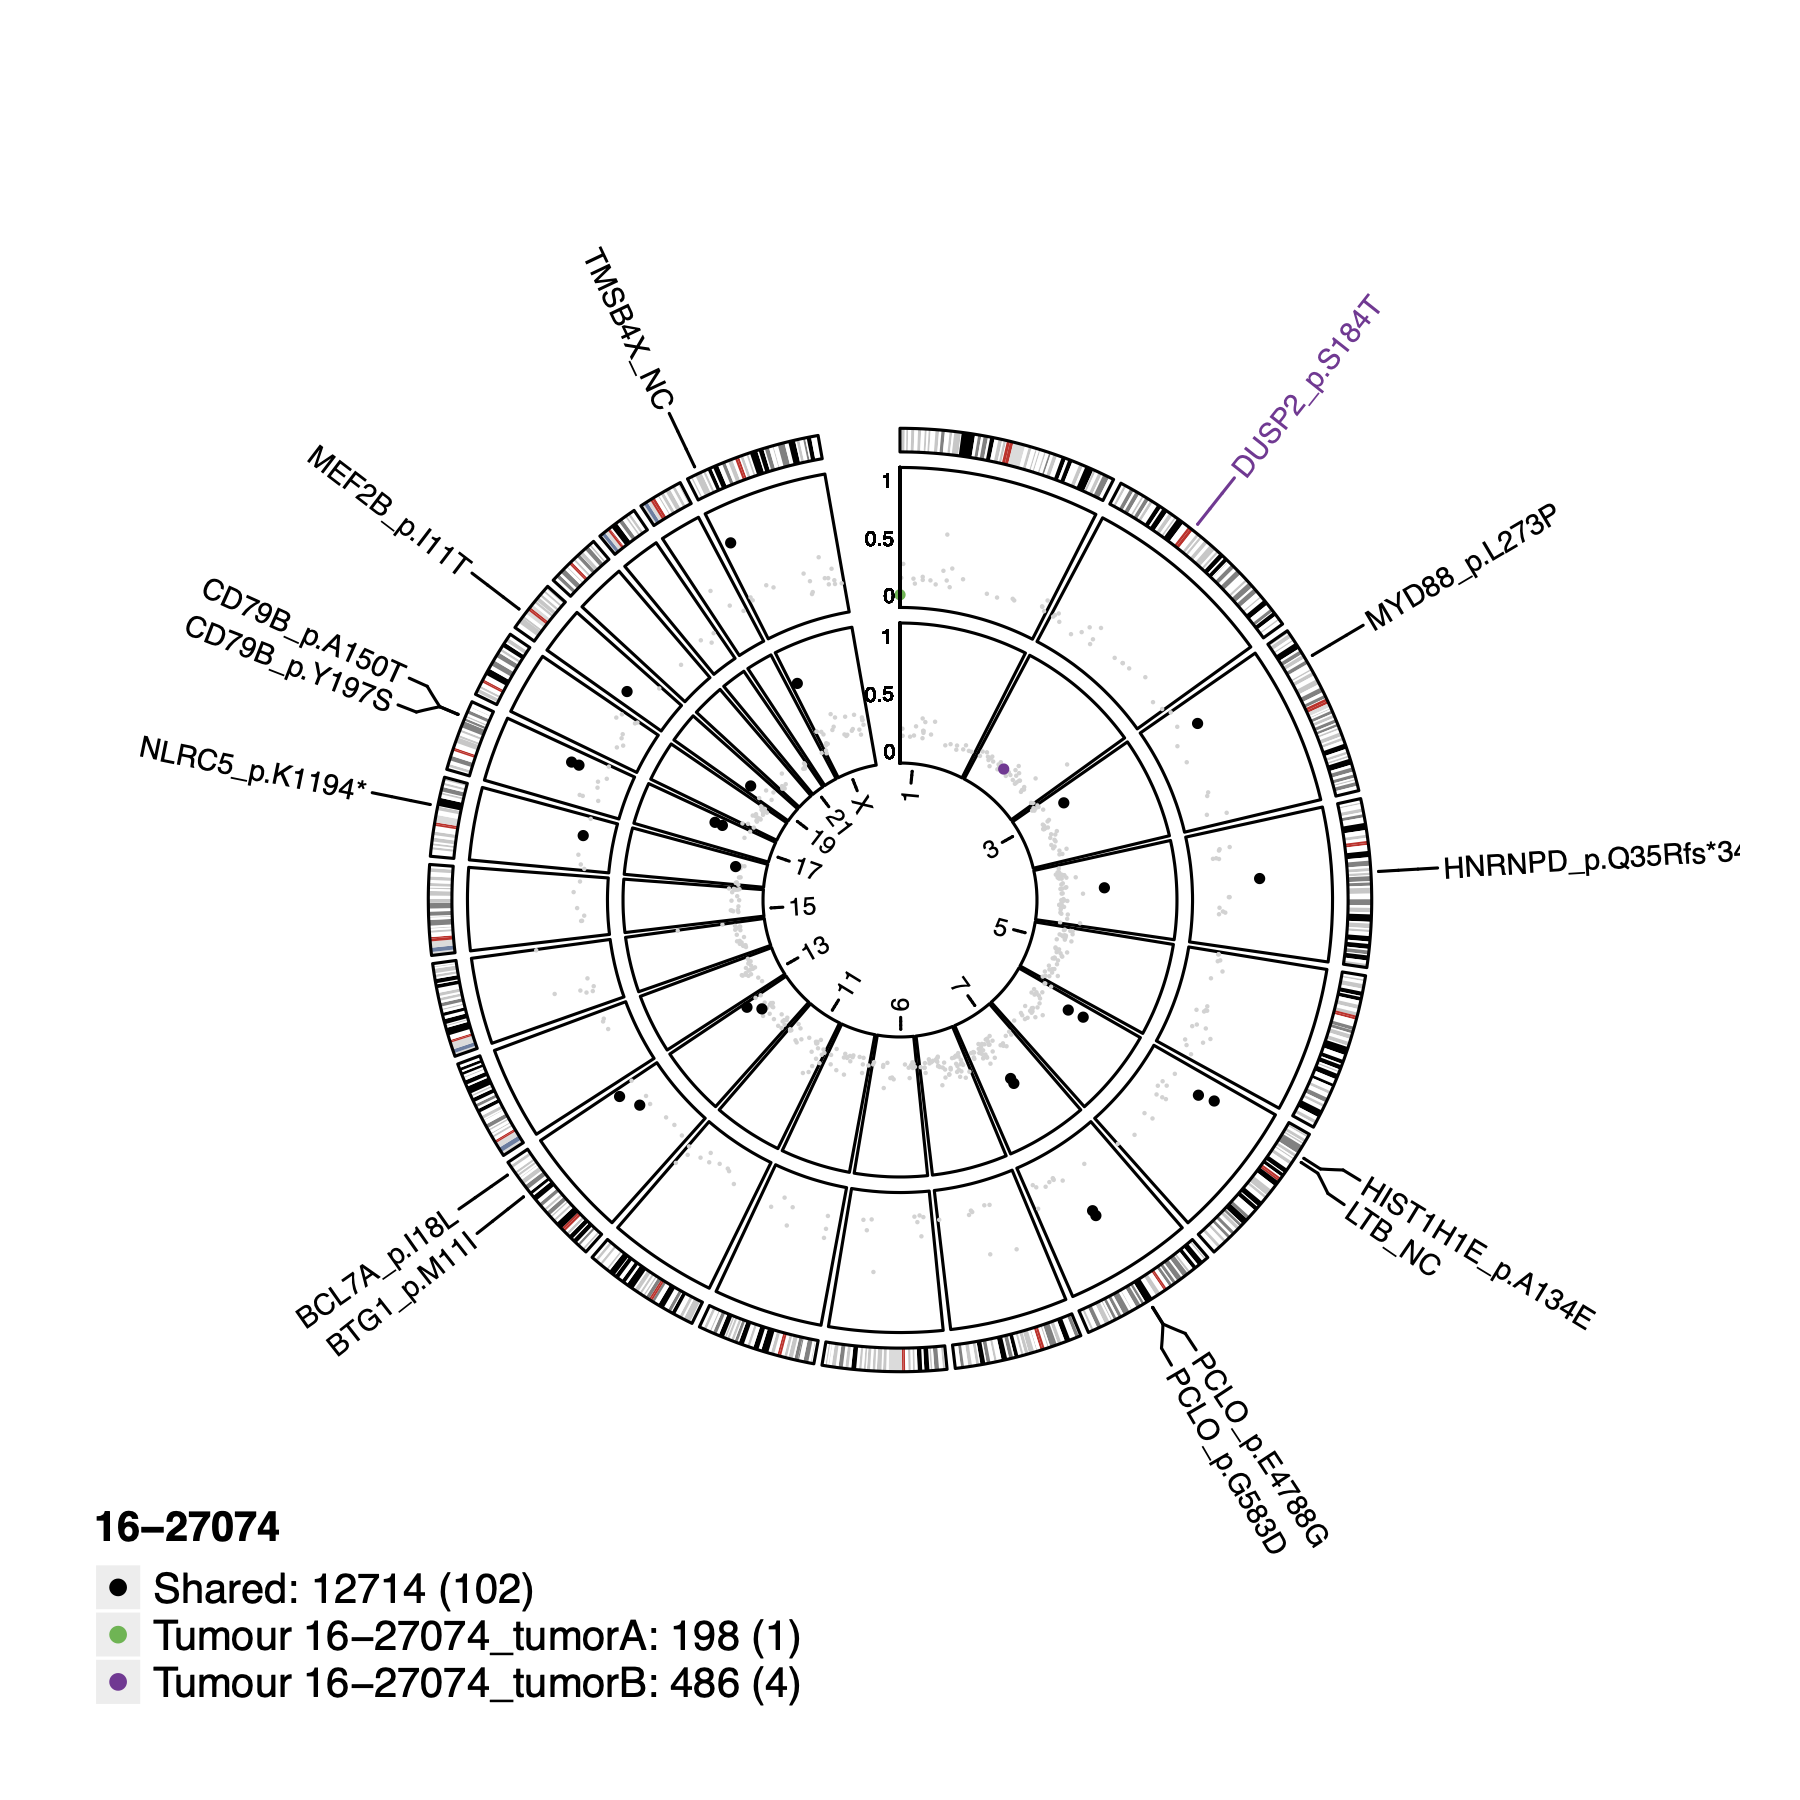 TMSB4X_NC
DUSP2_p.S184T
MEF2B_p.I11T
MYD88_p.L273P
CD79B_p.A150T
CD79B_p.Y197S
NLRC5_p.K1194*
HNRNPD_p.Q35Rfs*34
1
0.5
0
1
0.5
0
1
3
5
7
9
11
13
15
17
19
21
X
HIST1H1E_p.A134E
LTB_NC
BCL7A_p.I18L
BTG1_p.M11I
PCLO_p.E4788G
PCLO_p.G583D
16−27074
Shared: 12714 (102)
Tumour 16−27074_tumorA: 198 (1)
Tumour 16−27074_tumorB: 486 (4)